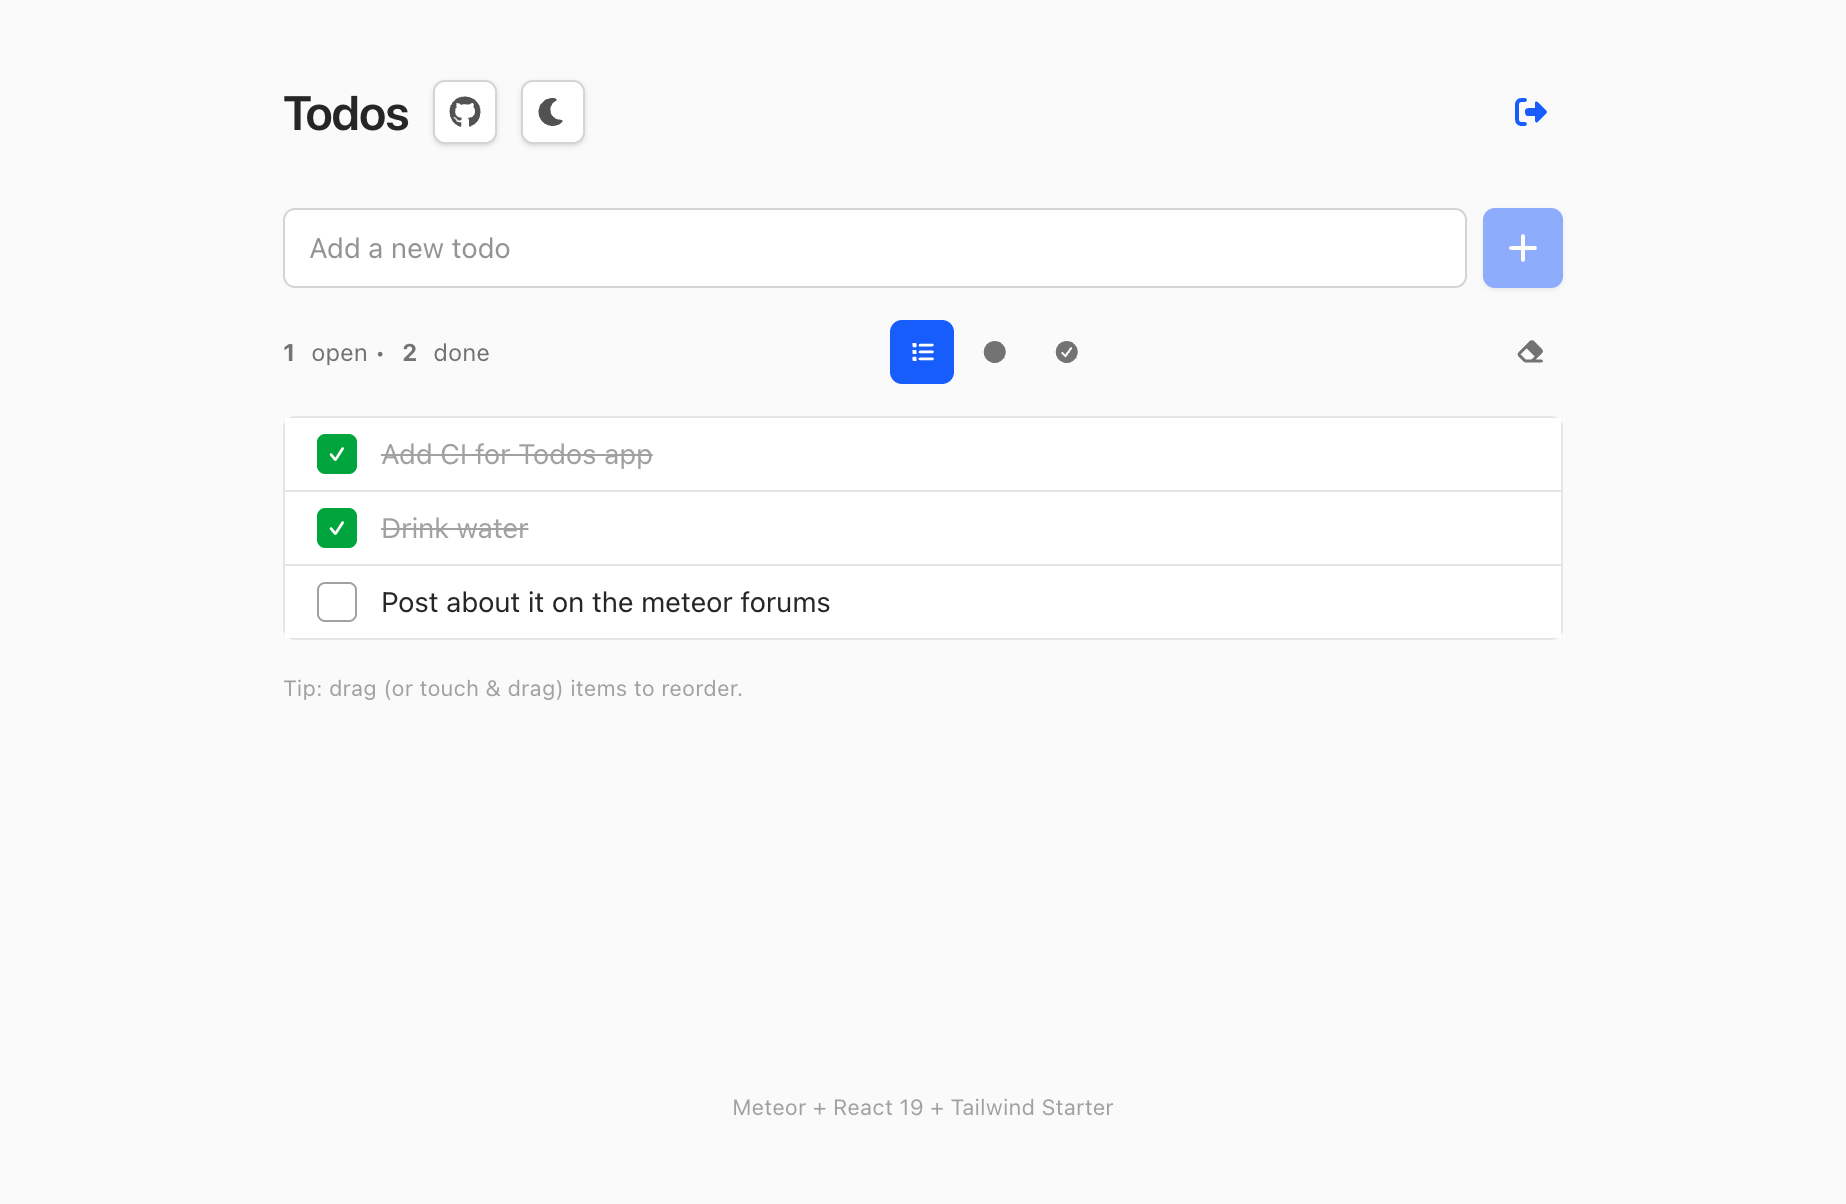 Todos
Add a new todo
1 open • 2 done
Add CI for Todos app
Drink water
Post about it on the meteor forums
Tip: drag (or touch & drag) items to reorder.
Meteor + React 19 + Tailwind Starter